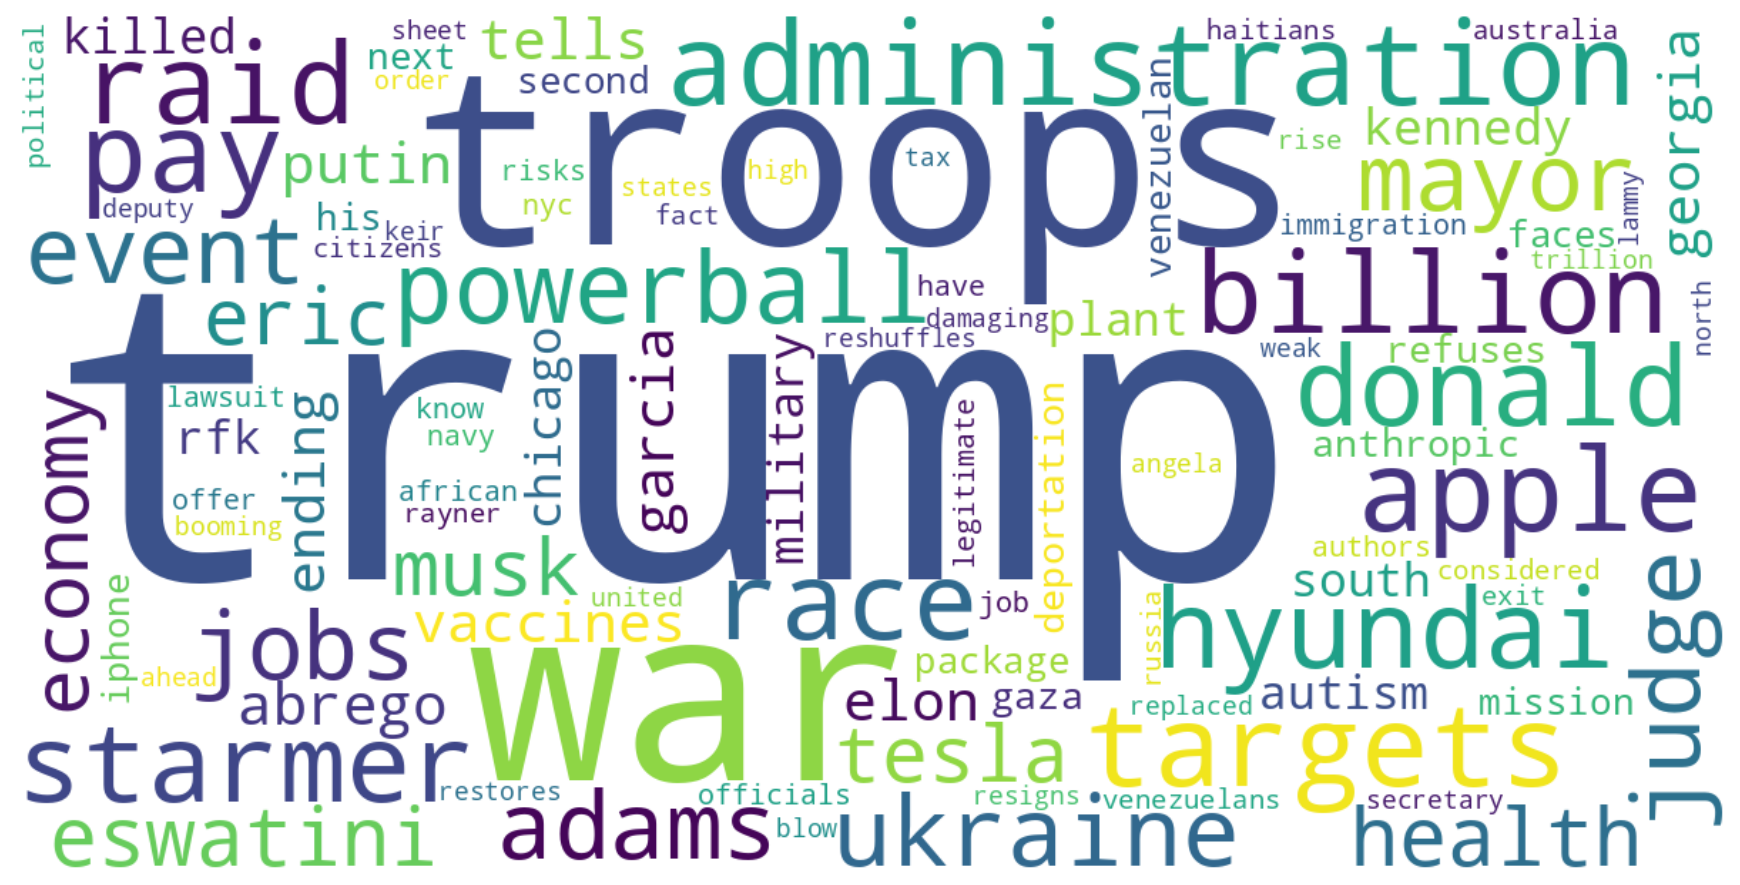 political
killed
sheet
tells
administration
haitians
australia
georgia
raid
next
order
second
troops
venezuelan
rise
kennedy
pay
putin
risks
states
high
tax
mayor
lammy
deputy
nyc
fact
event
his
keir
citizens
immigration
faces
trillion
eric
powerball
have
damaging
reshuffles
plant
billion
north
weak
refuses
trump
economy
lawsuit
rfk
ending
know
navy
chicago
garcia
military
legitimate
deportation
angela
donald
anthropic
offer
booming
african
rayner
apple
iphone
ahead
jobs
abrego
musk
vaccines
united
race
job
russia
authors
considered
south
exit
hyundai
judge
war
package
elon
gaza
replaced
autism
mission
starmer
restores
tesla
targets
eswatini
adams
officials
blow
resigns
venezuelans
ukraine
secretary
health